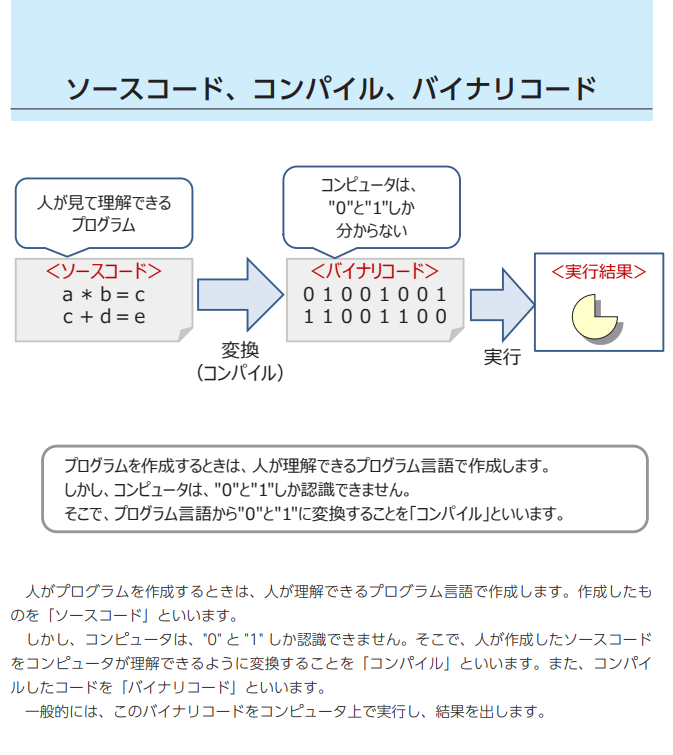 ソースコード、コンパイル、バイナリコード
人が見て理解できる
プログラム
コンピュータは、
"0"と"1"しか
分からない
＜ソースコード＞
a * b = c
c + d = e
＜バイナリコード＞
0 1 0 0 1 0 0 1
1 1 0 0 1 1 0 0
＜実行結果＞
変換
（コンパイル）
実行
プログラムを作成するときは、人が理解できるプログラム言語で作成します。
しかし、コンピュータは、"0"と"1"しか認識できません。
そこで、プログラム言語から"0"と"1"に変換することを「コンパイル」といいます。
人がプログラムを作成するときは、人が理解できるプログラム言語で作成します。作成したも
のを「ソースコード」といいます。
しかし、コンピュータは、"0" と "1" しか認識できません。そこで、人が作成したソースコード
をコンピュータが理解できるように変換することを「コンパイル」といいます。また、コンパイ
ルしたコードを「バイナリコード」といいます。
一般的には、このバイナリコードをコンピュータ上で実行し、結果を出します。